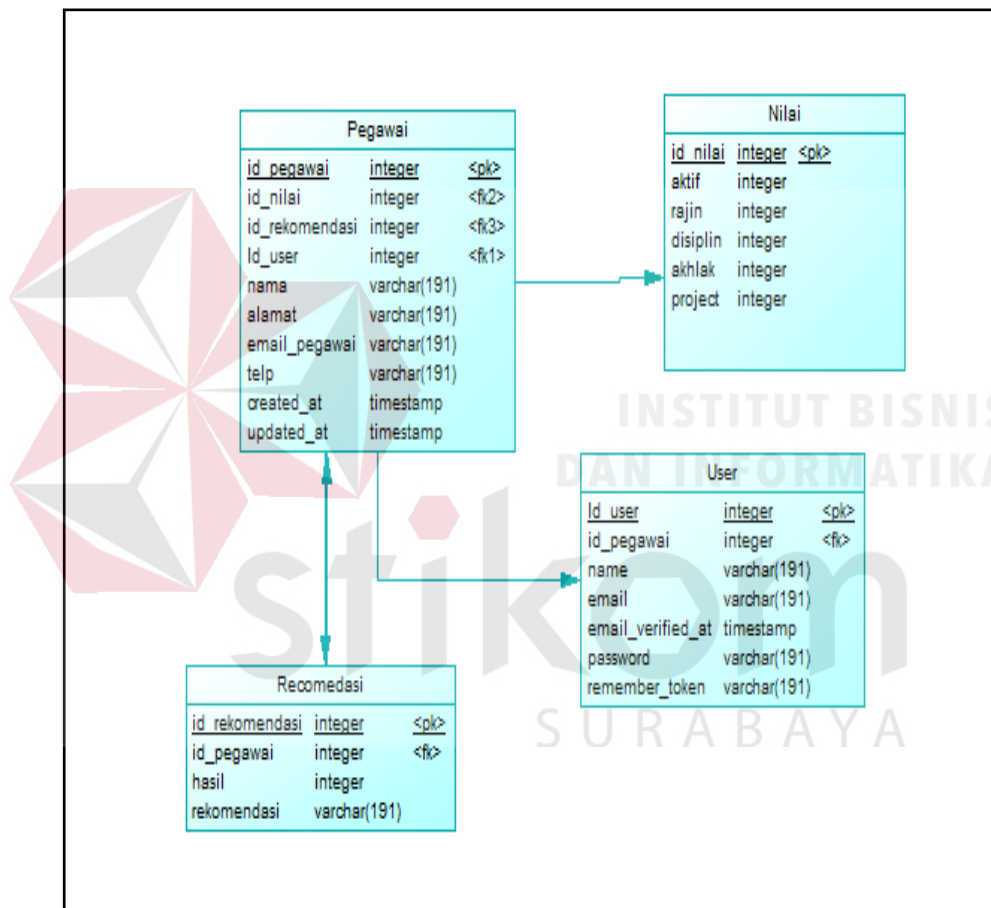 Pegawai
id_pegawai integer <pk>
id_nilai integer <fk2>
id_rekomendasi integer <fk3>
Id_user integer <fk1>
nama varchar(191)
alamat varchar(191)
email_pegawai varchar(191)
telp varchar(191)
created_at timestamp
updated_at timestamp
Nilai
id_nilai integer <pk>
aktif integer
rajin integer
disiplin integer
akhlak integer
project integer
INSTITUT BISNIS
DAN INFORMATIKA
User
Id_user integer <pk>
id_pegawai integer <fk>
name varchar(191)
email varchar(191)
email_verified_at timestamp
password varchar(191)
remember_token varchar(191)
stikom
SURABAYA
Recomedasi
id_rekomendasi integer <pk>
id_pegawai integer <fk>
hasil integer
rekomendasi varchar(191)